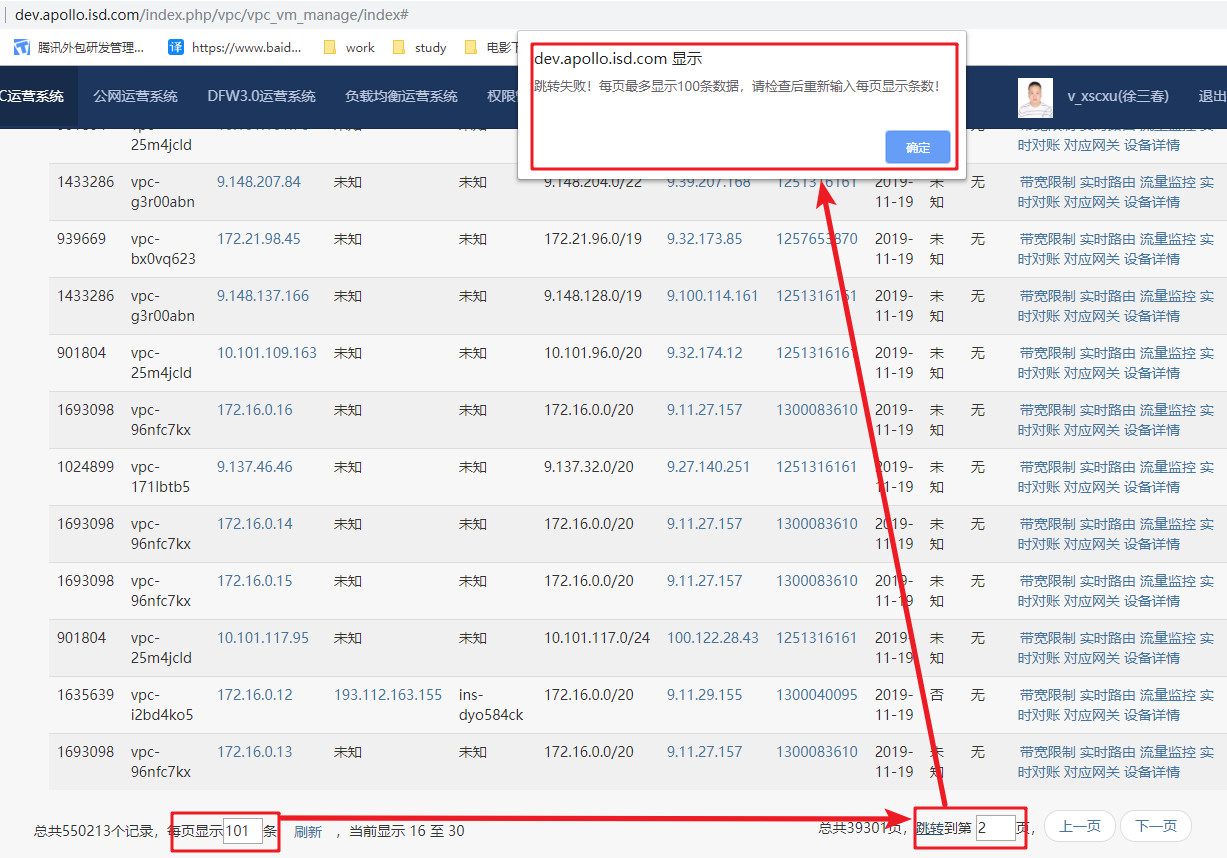 dev.apollo.isd.com/index.php/vpc/vpc_vm_manage/index#
腾讯外包研发管理... 译 https://www.baid... work study 电影下
dev.apollo.isd.com 显示
跳转失败！每页最多显示100条数据，请检查后重新输入每页显示条数！
确定
C运营系统 公网运营系统 DFW3.0运营系统 负载均衡运营系统 v_xscxu(徐三春) 退出
25m4jcld 时对账 对应网关 设备详情
1433286 vpc- 9.148.207.84 未知 未知 9.148.204.0/22 9.39.207.168 1251316161 2019- 未 无 带宽限制 实时路由 流量监控 实
g3r00abn 11-19 知 时对账 对应网关 设备详情
939669 vpc- 172.21.98.45 未知 未知 172.21.96.0/19 9.32.173.85 1257653870 2019- 未 无 带宽限制 实时路由 流量监控 实
bx0vq623 11-19 知 时对账 对应网关 设备详情
1433286 vpc- 9.148.137.166 未知 未知 9.148.128.0/19 9.100.114.161 1251316161 2019- 未 无 带宽限制 实时路由 流量监控 实
g3r00abn 11-19 知 时对账 对应网关 设备详情
901804 vpc- 10.101.109.163 未知 未知 10.101.96.0/20 9.32.174.12 1251316161 2019- 未 无 带宽限制 实时路由 流量监控 实
25m4jcld 11-19 知 时对账 对应网关 设备详情
1693098 vpc- 172.16.0.16 未知 未知 172.16.0.0/20 9.11.27.157 1300083610 2019- 未 无 带宽限制 实时路由 流量监控 实
96nfc7kx 11-19 知 时对账 对应网关 设备详情
1024899 vpc- 9.137.46.46 未知 未知 9.137.32.0/20 9.27.140.251 1251316161 2019- 未 无 带宽限制 实时路由 流量监控 实
171lbtb5 11-19 知 时对账 对应网关 设备详情
1693098 vpc- 172.16.0.14 未知 未知 172.16.0.0/20 9.11.27.157 1300083610 2019- 未 无 带宽限制 实时路由 流量监控 实
96nfc7kx 11-19 知 时对账 对应网关 设备详情
1693098 vpc- 172.16.0.15 未知 未知 172.16.0.0/20 9.11.27.157 1300083610 2019- 未 无 带宽限制 实时路由 流量监控 实
96nfc7kx 11-19 知 时对账 对应网关 设备详情
901804 vpc- 10.101.117.95 未知 未知 10.101.117.0/24 100.122.28.43 1251316161 2019- 未 无 带宽限制 实时路由 流量监控 实
25m4jcld 11-19 知 时对账 对应网关 设备详情
1635639 vpc- 172.16.0.12 193.112.163.155 ins- 172.16.0.0/20 9.11.29.155 1300040095 2019- 否 无 带宽限制 实时路由 流量监控 实
i2bd4ko5 dyo584ck 11-19 时对账 对应网关 设备详情
1693098 vpc- 172.16.0.13 未知 未知 172.16.0.0/20 9.11.27.157 1300083610 2019- 未 无 带宽限制 实时路由 流量监控 实
96nfc7kx 11-19 知 时对账 对应网关 设备详情
总共550213个记录，每页显示 101 条 刷新 ，当前显示 16 至 30 总共39301页，跳转到第 2 页， 上一页 下一页